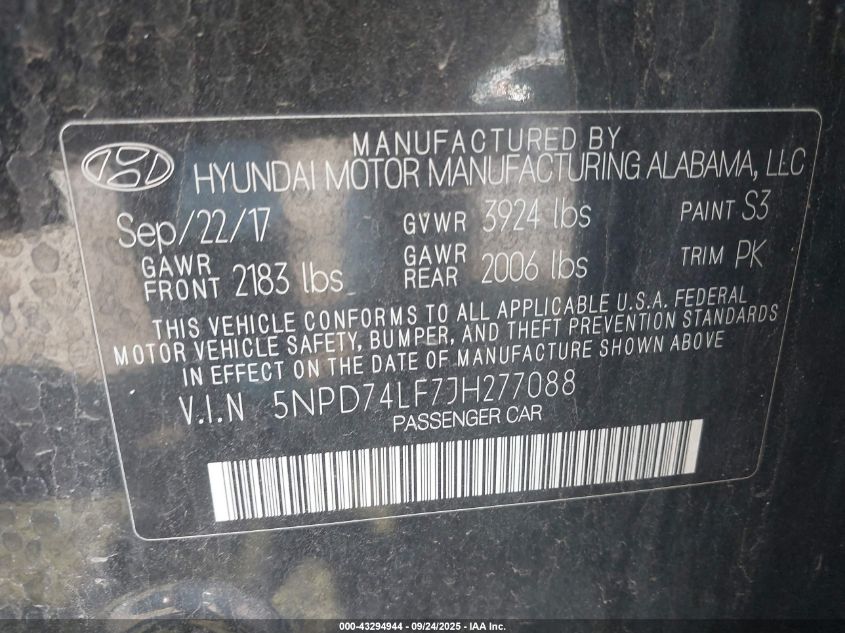 MANUFACTURED BY
HYUNDAI MOTOR MANUFACTURING ALABAMA, LLC
Sep/22/17 GVWR 3924 lbs PAINT S3
GAWR FRONT 2183 lbs GAWR REAR 2006 lbs TRIM PK
THIS VEHICLE CONFORMS TO ALL APPLICABLE U.S.A. FEDERAL
MOTOR VEHICLE SAFETY, BUMPER, AND THEFT PREVENTION STANDARDS
IN EFFECT ON THE DATE OF MANUFACTURE SHOWN ABOVE
V.I.N 5NPD74LF7JH277088
PASSENGER CAR
000-43294944 - 09/24/2025 - IAA Inc.